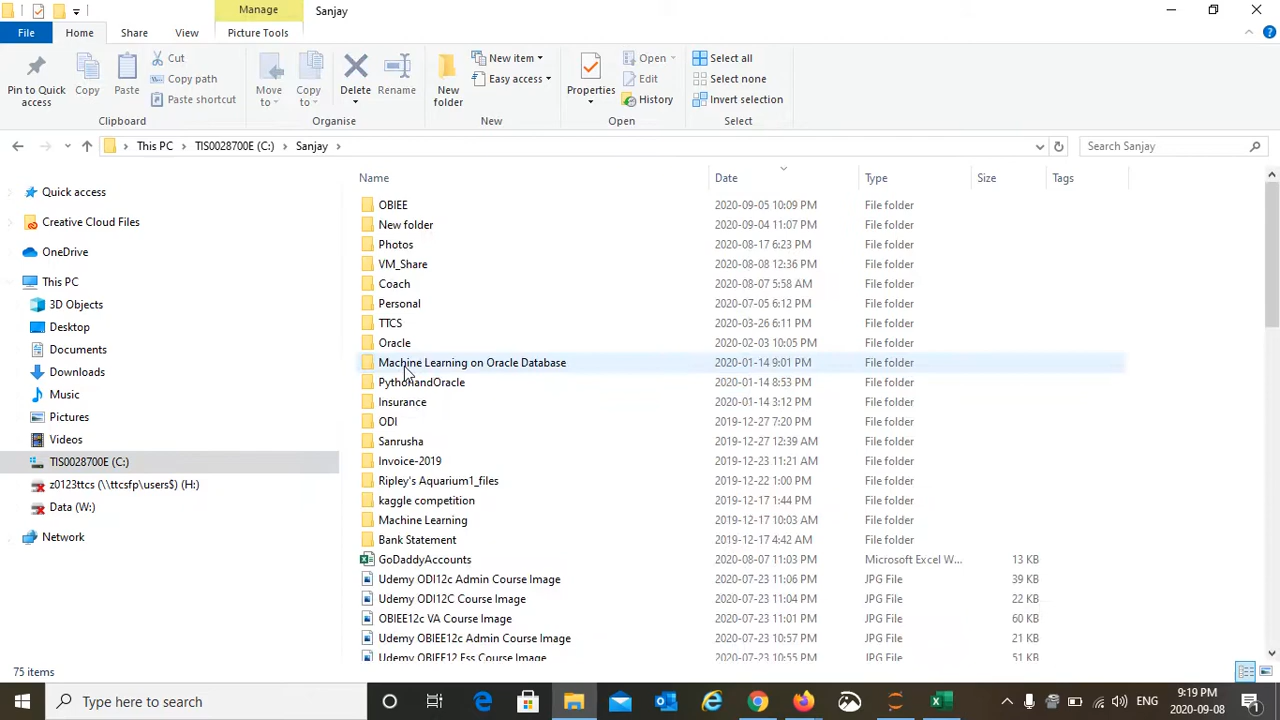 Manage
Sanjay
File
Home
Share
View
Picture Tools
Pin to Quick access
Copy
Paste
Cut
Copy path
Paste shortcut
Clipboard
Move to
Copy to
Delete
Rename
Organise
New folder
New item
Easy access
New
Properties
Open
Edit
History
Open
Select all
Select none
Invert selection
Select
This PC
TIS0028700E (C:)
Sanjay
Search Sanjay
Quick access
Creative Cloud Files
OneDrive
This PC
3D Objects
Desktop
Documents
Downloads
Music
Pictures
Videos
TIS0028700E (C:)
z0123ttcs (\\ttcsfp\users$) (H:)
Data (W:)
Network
Name Date Type Size Tags
OBIEE 2020-09-05 10:09 PM File folder
New folder 2020-09-04 11:07 PM File folder
Photos 2020-08-17 6:23 PM File folder
VM_Share 2020-08-08 12:36 PM File folder
Coach 2020-08-07 5:58 AM File folder
Personal 2020-07-05 6:12 PM File folder
TTCS 2020-03-26 6:11 PM File folder
Oracle 2020-02-03 10:05 PM File folder
Machine Learning on Oracle Database 2020-01-14 9:01 PM File folder
PythonandOracle 2020-01-14 8:53 PM File folder
Insurance 2020-01-14 3:12 PM File folder
ODI 2019-12-27 7:20 PM File folder
Sanrusha 2019-12-27 12:39 AM File folder
Invoice-2019 2019-12-23 11:21 AM File folder
Ripley's Aquarium1_files 2019-12-22 1:00 PM File folder
kaggle competition 2019-12-17 1:44 PM File folder
Machine Learning 2019-12-17 10:03 AM File folder
Bank Statement 2019-12-17 4:42 AM File folder
GoDaddyAccounts 2020-08-07 11:03 PM Microsoft Excel W... 13 KB
Udemy ODI12c Admin Course Image 2020-07-23 11:06 PM JPG File 39 KB
Udemy ODI12C Course Image 2020-07-23 11:04 PM JPG File 22 KB
OBIEE12c VA Course Image 2020-07-23 11:01 PM JPG File 60 KB
Udemy OBIEE12c Admin Course Image 2020-07-23 10:57 PM JPG File 21 KB
Udemy OBIEE12 Ess Course Image 2020-07-23 10:55 PM JPG File 51 KB
75 items
Type here to search
ENG
9:19 PM
2020-09-08
1